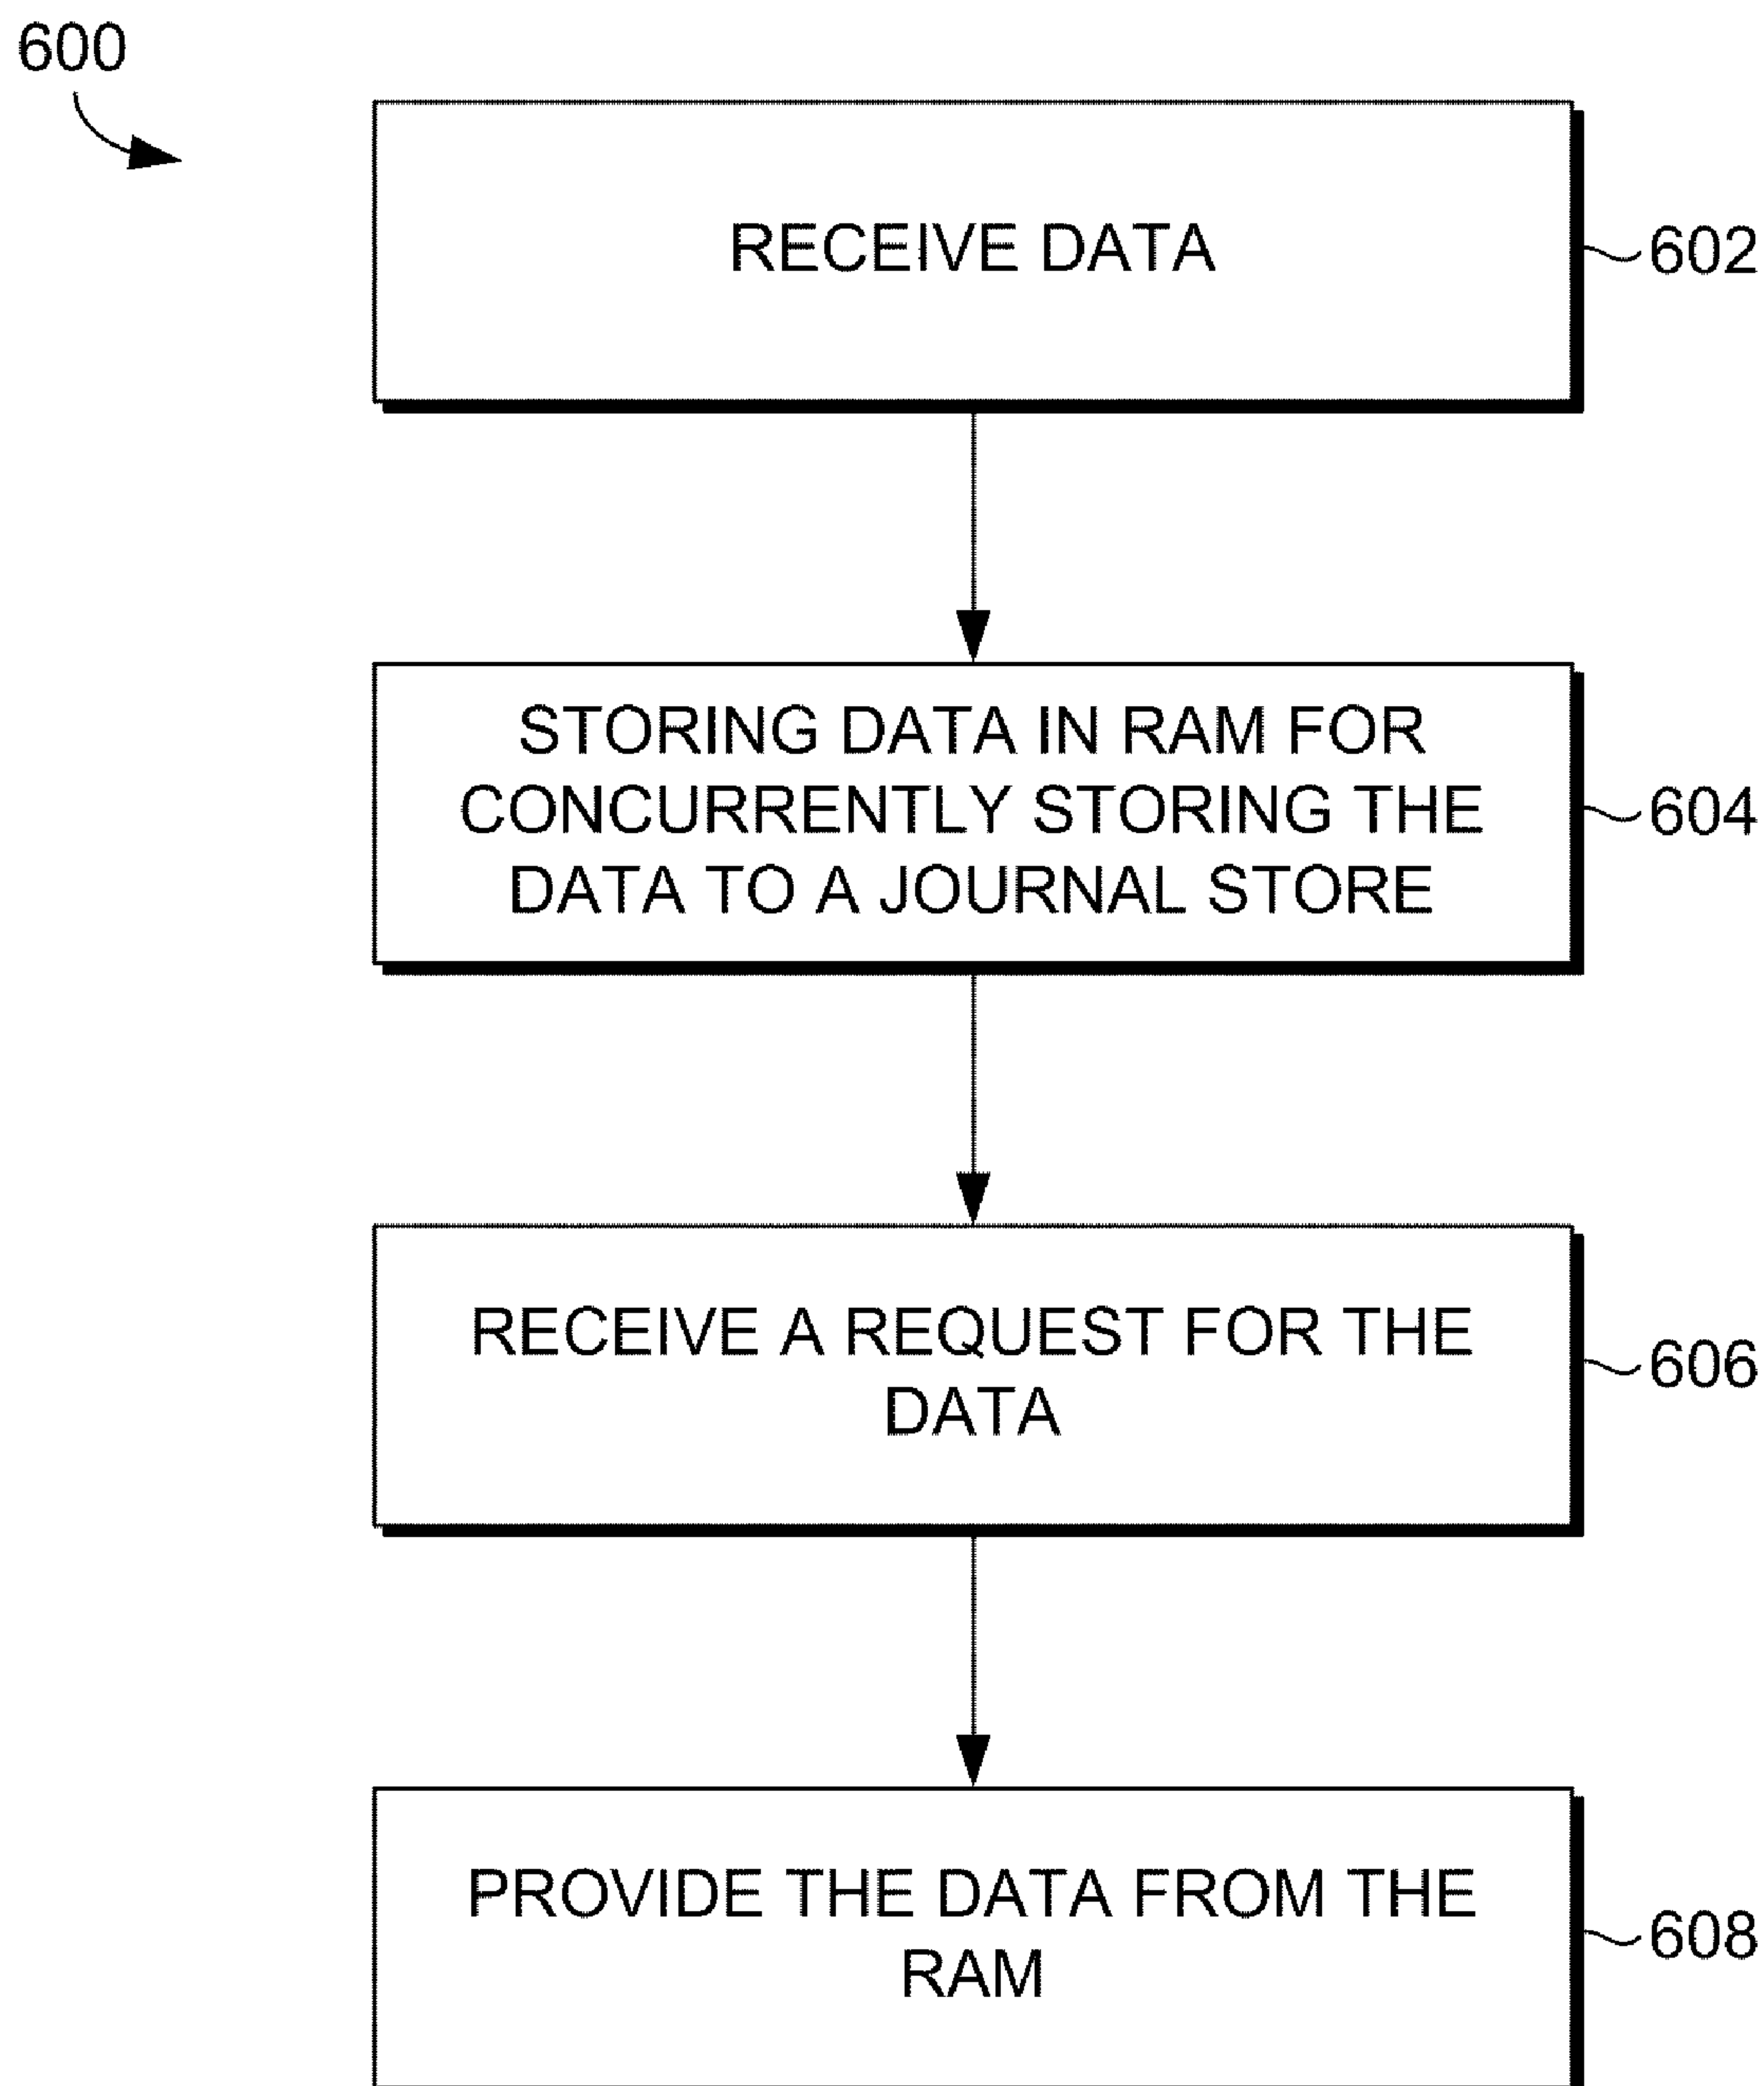 600
RECEIVE DATA
602
STORING DATA IN RAM FOR
CONCURRENTLY STORING THE
DATA TO A JOURNAL STORE
604
RECEIVE A REQUEST FOR THE
DATA
606
PROVIDE THE DATA FROM THE
RAM
608